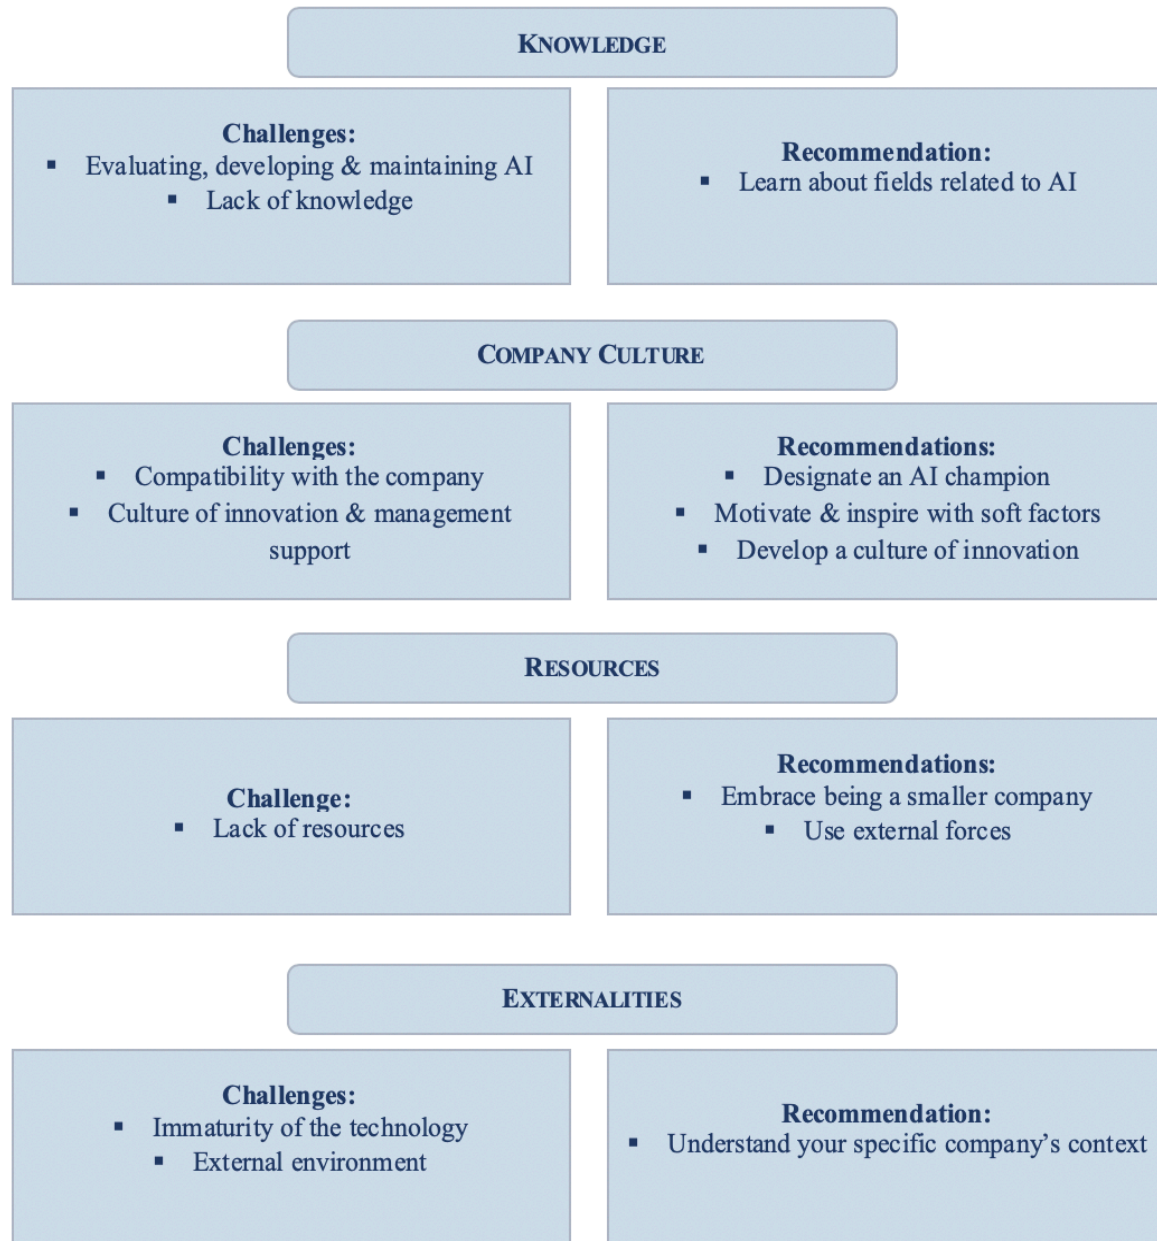 KNOWLEDGE
Challenges:
▪ Evaluating, developing & maintaining AI
▪ Lack of knowledge
Recommendation:
▪ Learn about fields related to AI
COMPANY CULTURE
Challenges:
▪ Compatibility with the company
▪ Culture of innovation & management
support
Recommendations:
▪ Designate an AI champion
▪ Motivate & inspire with soft factors
▪ Develop a culture of innovation
RESOURCES
Challenge:
▪ Lack of resources
Recommendations:
▪ Embrace being a smaller company
▪ Use external forces
EXTERNALITIES
Challenges:
▪ Immaturity of the technology
▪ External environment
Recommendation:
▪ Understand your specific company’s context